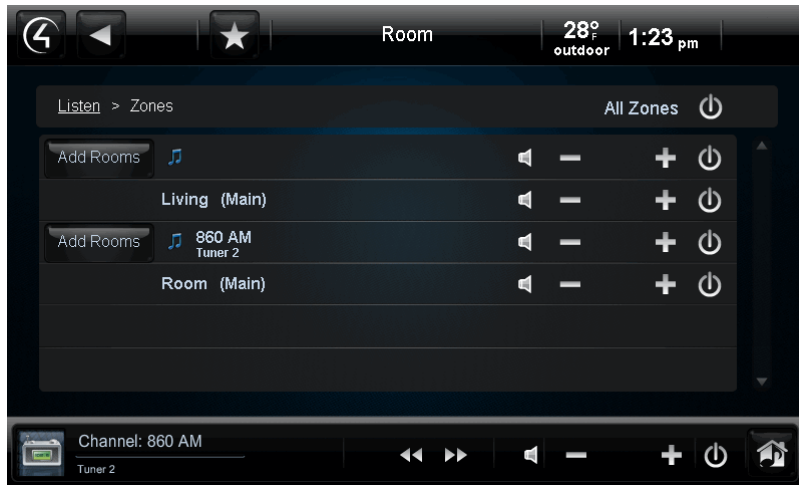 Room
28°F
outdoor
1:23 pm
Listen > Zones
All Zones
Add Rooms
Living (Main)
Add Rooms
860 AM
Tuner 2
Room (Main)
Channel: 860 AM
Tuner 2